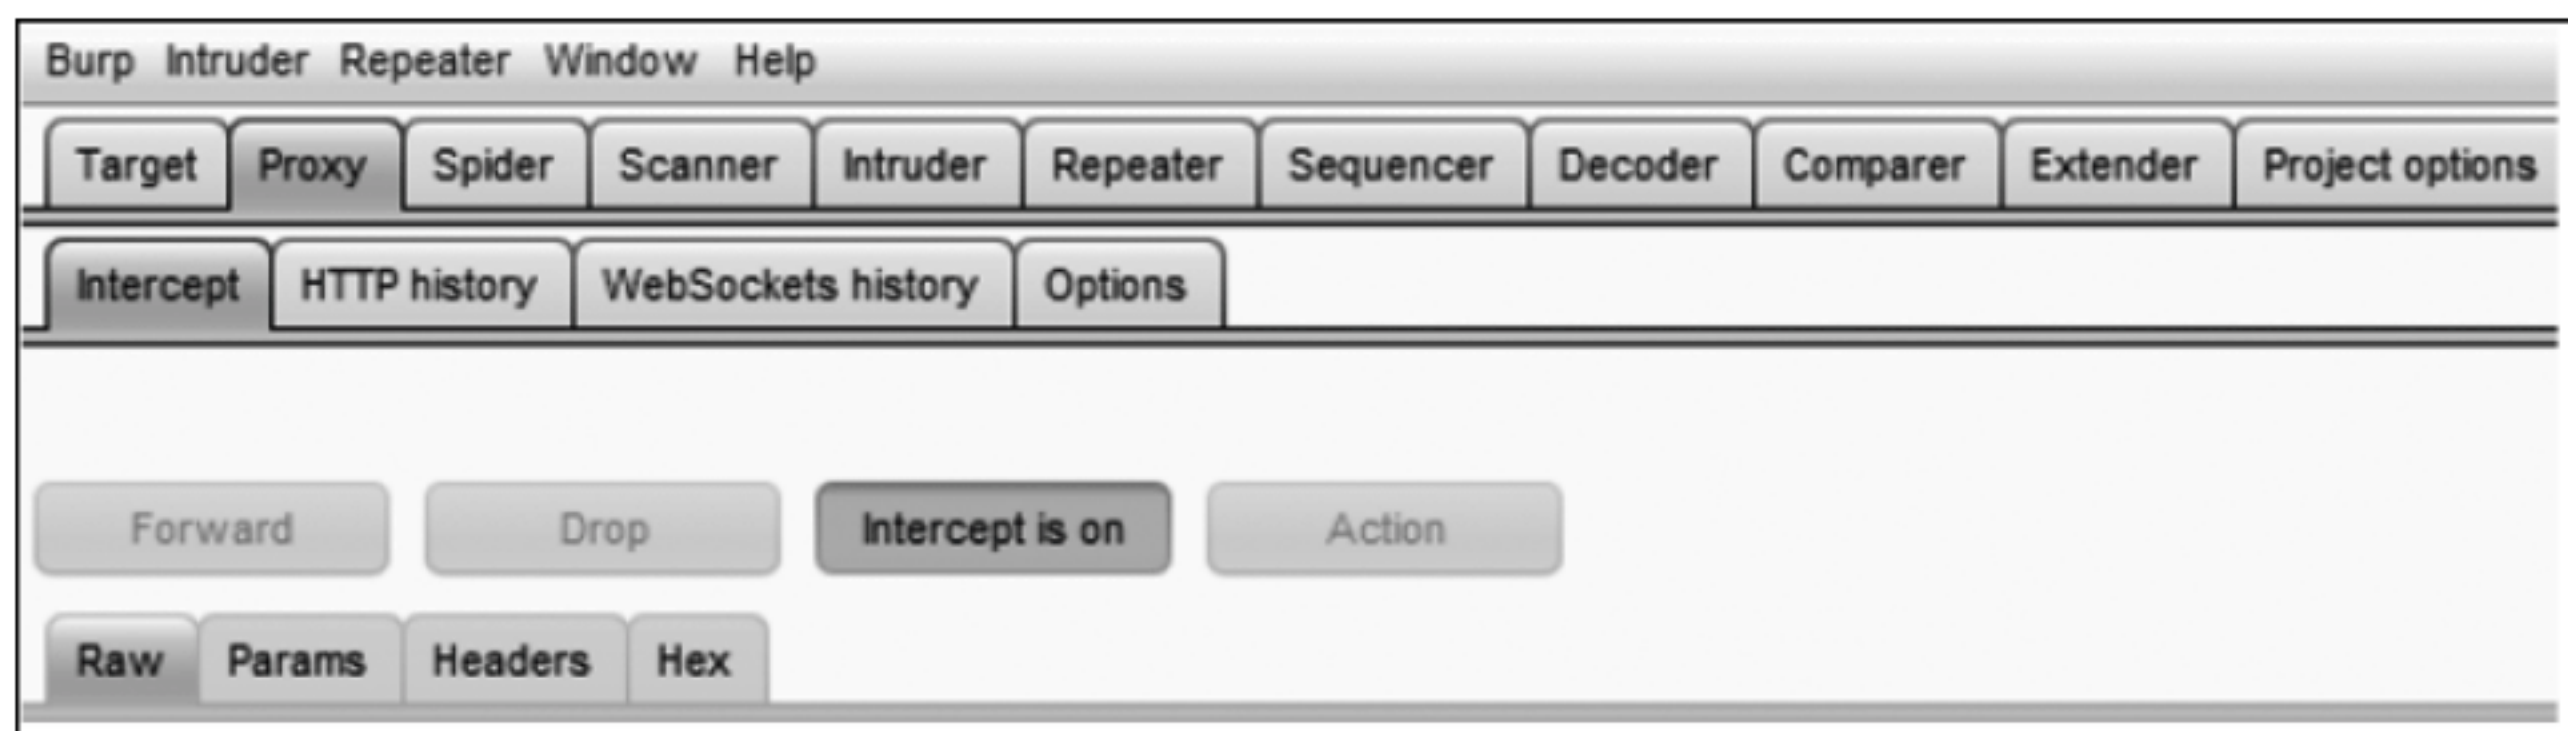 Burp Intruder Repeater Window Help
Target Proxy Spider Scanner Intruder Repeater Sequencer Decoder Comparer Extender Project options
Intercept HTTP history WebSockets history Options
Forward Drop Intercept is on Action
Raw Params Headers Hex